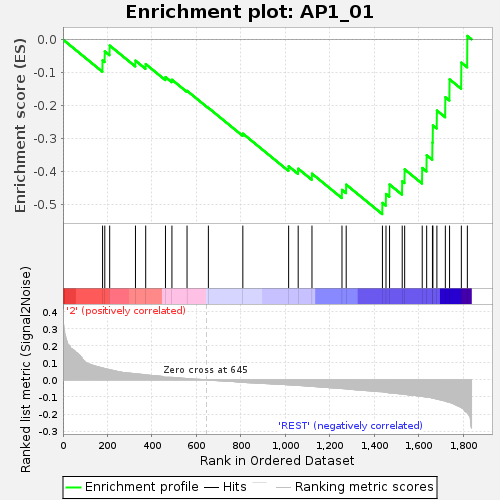 Enrichment plot: AP1_01
Enrichment score (ES)
0.0
-0.1
-0.2
-0.3
-0.4
-0.5
'2' (positively correlated)
Zero cross at 645
'REST' (negatively correlated)
Ranked list metric (Signal2Noise)
0.4
0.3
0.2
0.1
0.0
-0.1
-0.2
-0.3
0 200 400 600 800 1,000 1,200 1,400 1,600 1,800
Rank in Ordered Dataset
Enrichment profile Hits Ranking metric scores